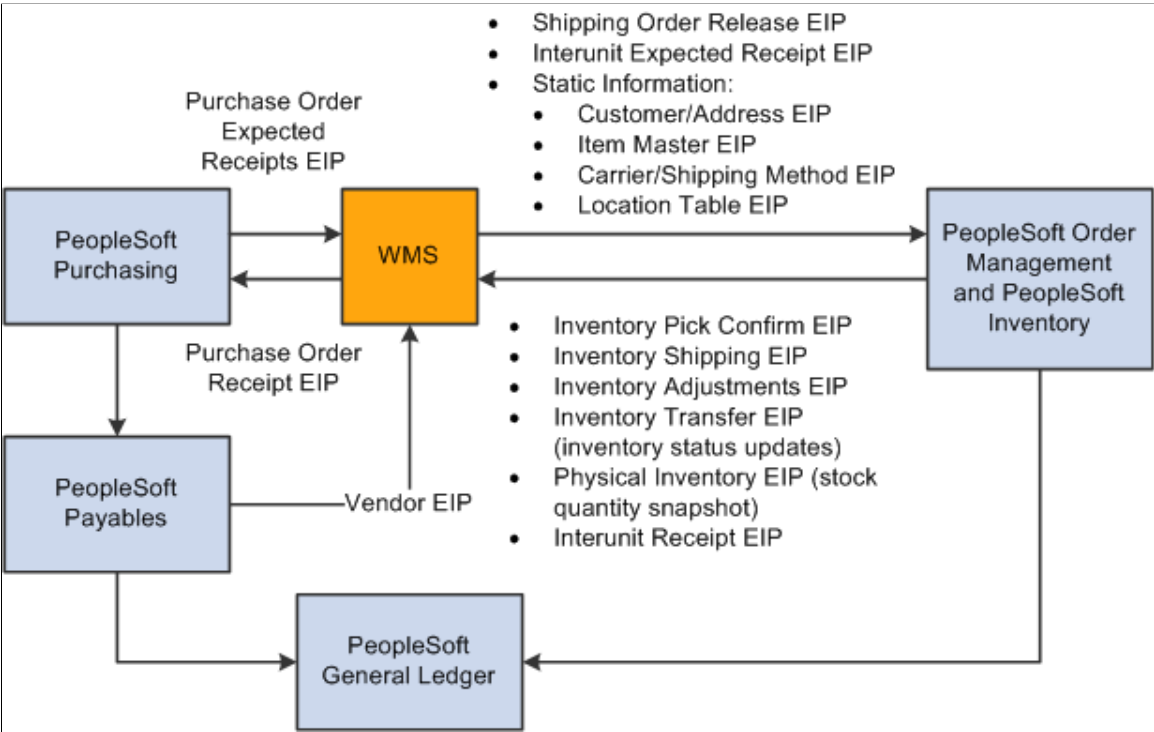 • Shipping Order Release EIP
• Interunit Expected Receipt EIP
• Static Information:
• Customer/Address EIP
• Item Master EIP
• Carrier/Shipping Method EIP
• Location Table EIP
Purchase Order
Expected
Receipts EIP
PeopleSoft
Purchasing
WMS
PeopleSoft Order
Management
and PeopleSoft
Inventory
Purchase Order
Receipt EIP
• Inventory Pick Confirm EIP
• Inventory Shipping EIP
• Inventory Adjustments EIP
• Inventory Transfer EIP
(inventory status updates)
• Physical Inventory EIP (stock
quantity snapshot)
• Interunit Receipt EIP
PeopleSoft
Payables
Vendor EIP
PeopleSoft
General Ledger